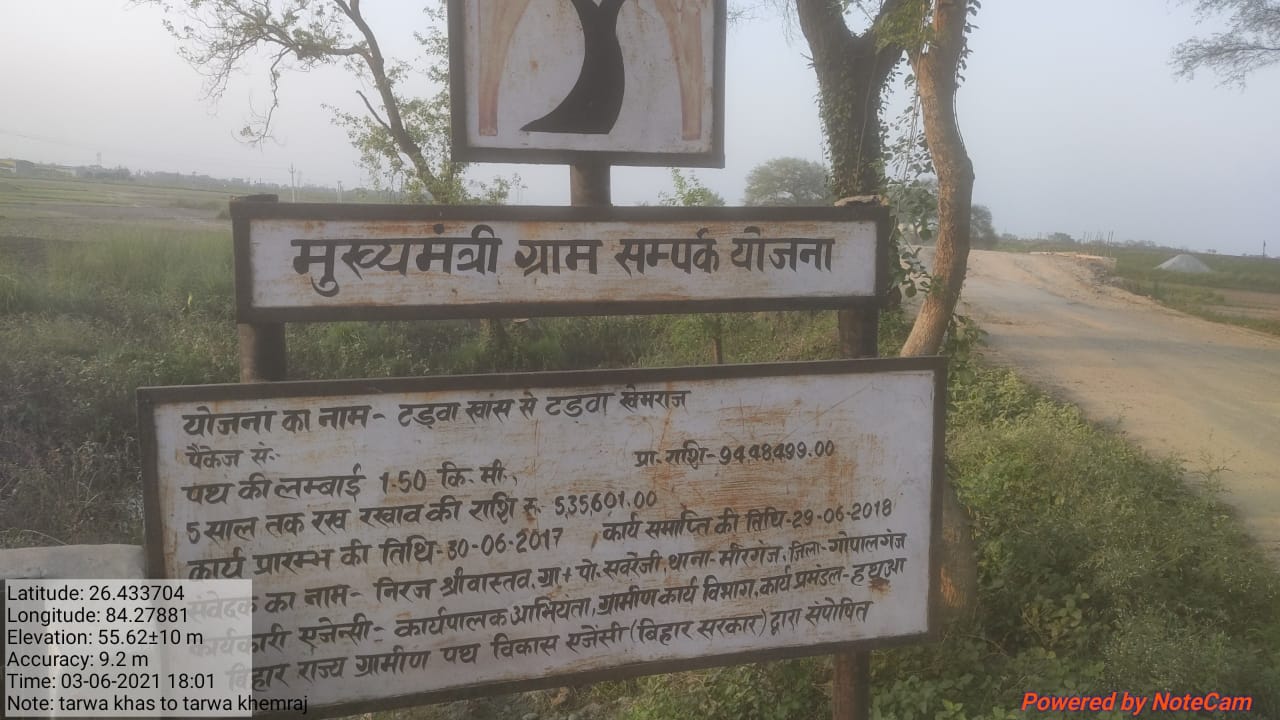 मुख्यमंत्री ग्राम सम्पर्क योजना
योजना का नाम- टड़वा खास से टड़वा खेमराज
पैकेज सं.-
पथ की लम्बाई 1.50 कि. मी., प्रा. राशि- 9448499.00
5 साल तक रख रखाव की राशि रु. 5,35601.00
कार्य प्रारम्भ की तिथि-30-06-2017 , कार्य समाप्ति की तिथि-29-06-2018
संवेदक का नाम- निरज श्रीवास्तव, ग्रा+ पो. सवरेजी, थाना- मीरगंज, जिला- गोपालगंज
कार्यकारी एजेन्सी- कार्यपालक अभियंता, ग्रामीण कार्य विभाग, कार्य प्रमंडल- हथुआ
बिहार राज्य ग्रामीण पथ विकास एजेंसी (बिहार सरकार) द्वारा संपोषित
Latitude: 26.433704
Longitude: 84.27881
Elevation: 55.62±10 m
Accuracy: 9.2 m
Time: 03-06-2021 18:01
Note: tarwa khas to tarwa khemraj
Powered by NoteCam